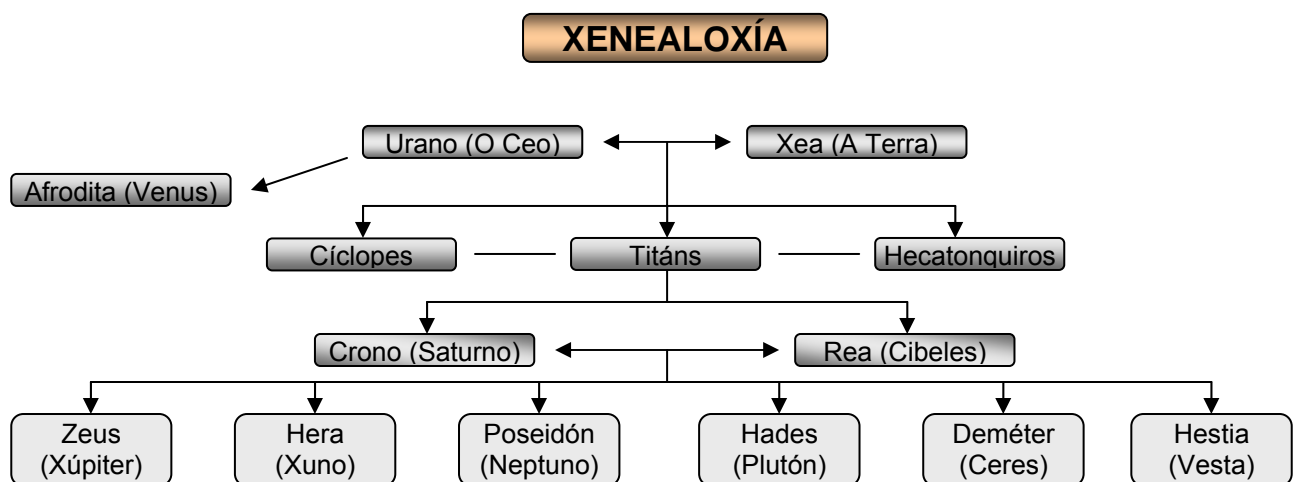 XENEALOXÍA
Urano (O Ceo)
Xea (A Terra)
Afrodita (Venus)
Cíclopes
Titáns
Hecatonquiros
Crono (Saturno)
Rea (Cibeles)
Zeus
(Xúpiter)
Hera
(Xuno)
Poseidón
(Neptuno)
Hades
(Plutón)
Deméter
(Ceres)
Hestia
(Vesta)